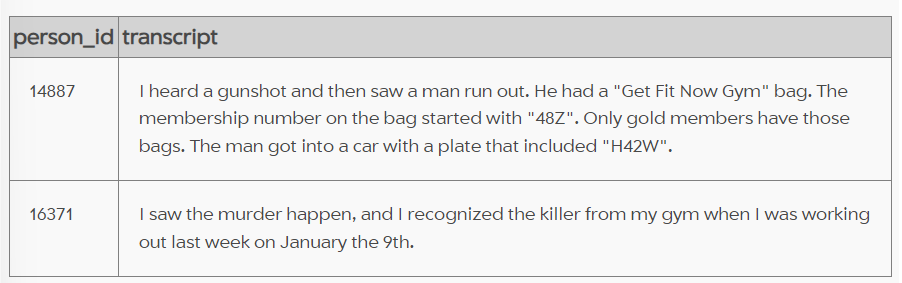 person_id transcript
14887 I heard a gunshot and then saw a man run out. He had a "Get Fit Now Gym" bag. The
membership number on the bag started with "48Z". Only gold members have those
bags. The man got into a car with a plate that included "H42W".
16371 I saw the murder happen, and I recognized the killer from my gym when I was working
out last week on January the 9th.